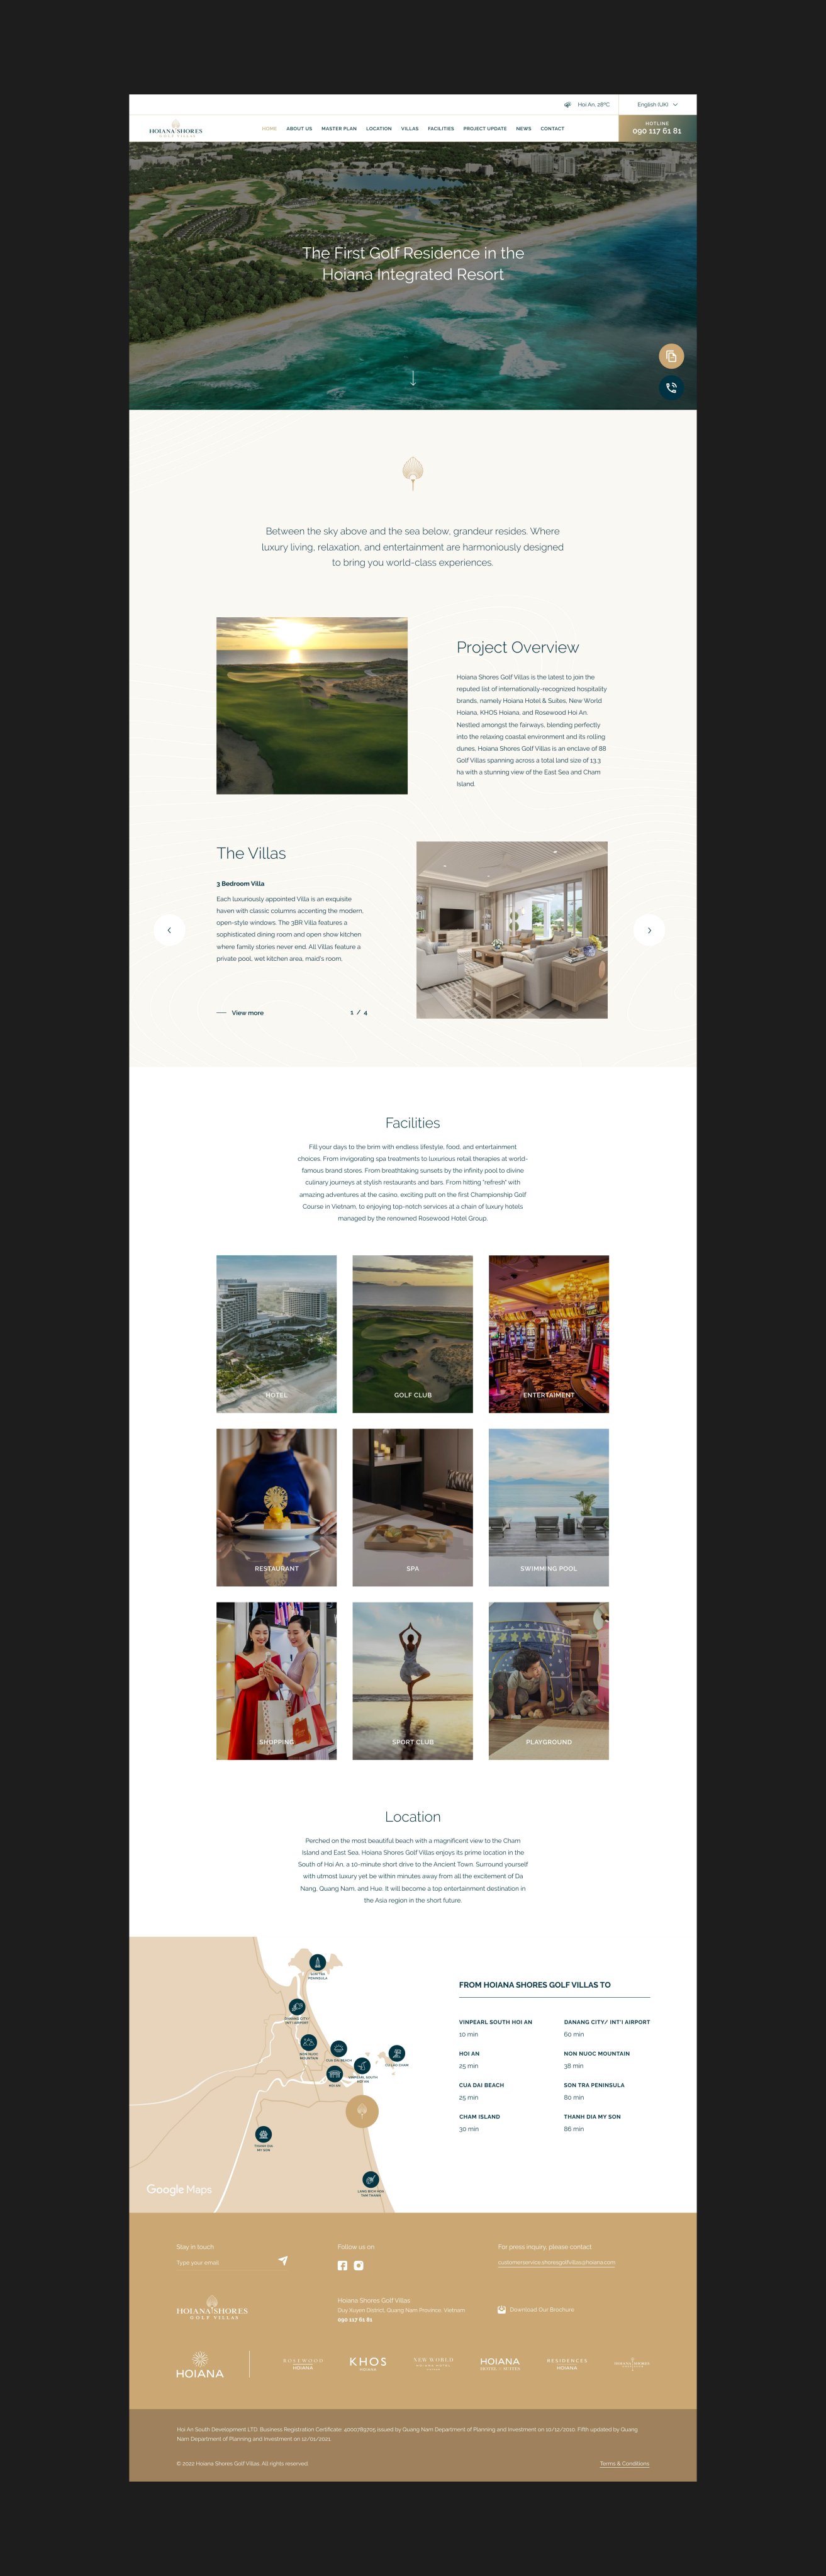 Hoi An, 28ºC
English (UK)
HOIANA SHORES
GOLF VILLAS
HOME ABOUT US MASTER PLAN LOCATION VILLAS FACILITIES PROJECT UPDATE NEWS CONTACT
HOTLINE
090 117 61 81
The First Golf Residence in the
Hoiana Integrated Resort
Between the sky above and the sea below, grandeur resides. Where
luxury living, relaxation, and entertainment are harmoniously designed
to bring you world-class experiences.
Project Overview
Hoiana Shores Golf Villas is the latest to join the
reputed list of internationally-recognized hospitality
brands, namely Hoiana Hotel & Suites, New World
Hoiana, KHOS Hoiana, and Rosewood Hoi An.
Nestled amongst the fairways, blending perfectly
into the relaxing coastal environment and its rolling
dunes, Hoiana Shores Golf Villas is an enclave of 88
Golf Villas spanning across a total land size of 13.3
ha with a stunning view of the East Sea and Cham
Island.
The Villas
3 Bedroom Villa
Each luxuriously appointed Villa is an exquisite
haven with classic columns accenting the modern,
open-style windows. The 3BR Villa features a
sophisticated dining room and open show kitchen
where family stories never end. All Villas feature a
private pool, wet kitchen area, maid's room.
View more
1 / 4
Facilities
Fill your days to the brim with endless lifestyle, food, and entertainment
choices. From invigorating spa treatments to luxurious retail therapies at world-
famous brand stores. From breathtaking sunsets by the infinity pool to divine
culinary journeys at stylish restaurants and bars. From hitting "refresh" with
amazing adventures at the casino, exciting putt on the first Championship Golf
Course in Vietnam, to enjoying top-notch services at a chain of luxury hotels
managed by the renowned Rosewood Hotel Group.
HOTEL
GOLF CLUB
ENTERTAIMENT
RESTAURANT
SPA
SWIMMING POOL
SHOPPING
SPORT CLUB
PLAYGROUND
Location
Perched on the most beautiful beach with a magnificent view to the Cham
Island and East Sea, Hoiana Shores Golf Villas enjoys its prime location in the
South of Hoi An, a 10-minute short drive to the Ancient Town. Surround yourself
with utmost luxury yet be within minutes away from all the excitement of Da
Nang, Quang Nam, and Hue. It will become a top entertainment destination in
the Asia region in the short future.
SON TRA
PENINSULA
DANANG CITY/
INT'I AIRPORT
NON NUOC
MOUNTAIN
CUA DAI BEACH
HOI AN
VINPEARL SOUTH
HOI AN
CU LAO CHAM
THANH DIA
MY SON
TAM THANH
Google Maps
FROM HOIANA SHORES GOLF VILLAS TO
VINPEARL SOUTH HOI AN
10 min
DANANG CITY/ INT'I AIRPORT
60 min
HOI AN
25 min
NON NUOC MOUNTAIN
38 min
CUA DAI BEACH
25 min
SON TRA PENINSULA
80 min
CHAM ISLAND
30 min
THANH DIA MY SON
86 min
Stay in touch
Type your email
Follow us on
For press inquiry, please contact
customerservice.shoresgolfvillas@hoiana.com
HOIANA SHORES
GOLF VILLAS
Hoiana Shores Golf Villas
Duy Xuyen District, Quang Nam Province, Vietnam
090 117 61 81
Download Our Brochure
HOIANA
ROSEWOOD
HOIANA
KHOS
HOIANA
NEW WORLD
HOIANA HOTEL
HOIANA
HOTEL & SUITES
RESIDENCES
HOIANA
HOIANA SHORES
Hoi An South Development LTD. Business Registration Certificate: 4000789705 issued by Quang Nam Department of Planning and Investment on 10/12/2010. Fifth updated by Quang
Nam Department of Planning and Investment on 12/01/2021
© 2022 Hoiana Shores Golf Villas. All rights reserved
Terms & Conditions